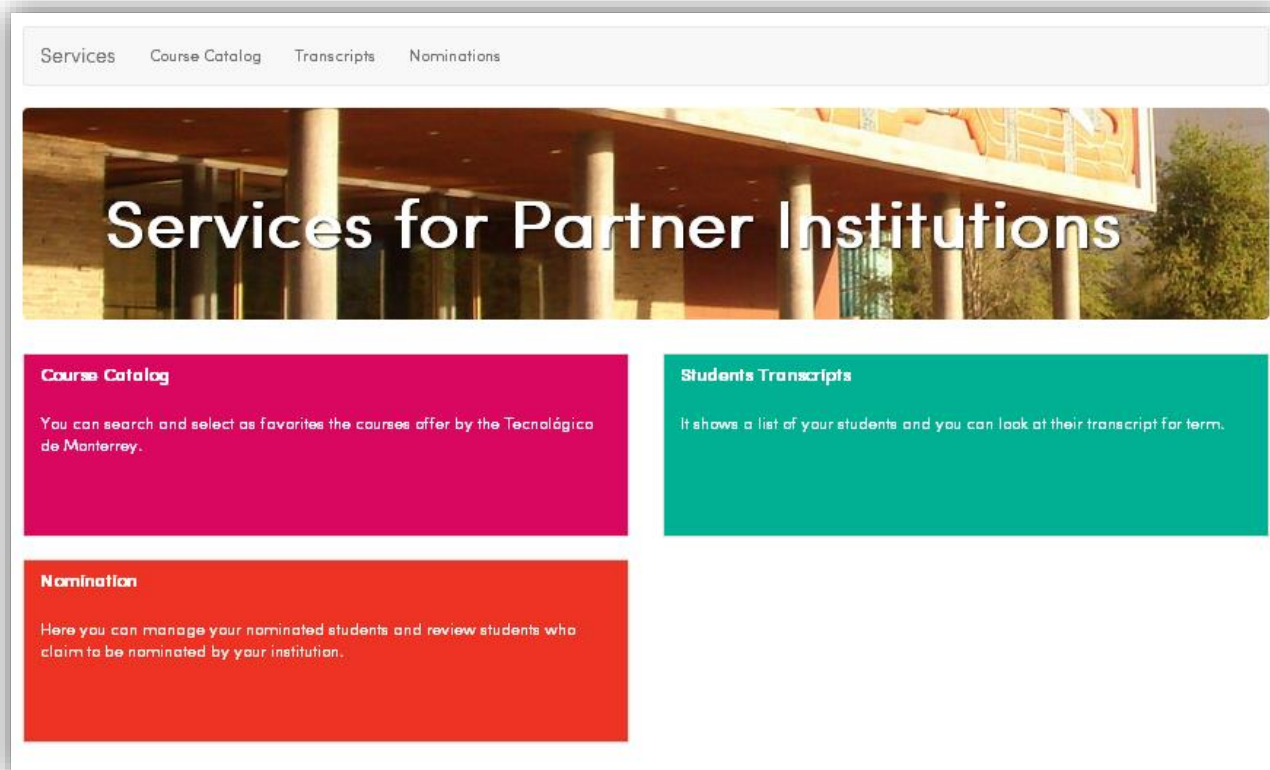 Services Course Catalog Transcripts Nominations
Services for Partner Institutions
Course Catalog
You can search and select as favorites the courses offer by the Tecnológico
de Monterrey.
Students Transcripts
It shows a list of your students and you can look at their transcript for term.
Nomination
Here you can manage your nominated students and review students who
claim to be nominated by your institution.